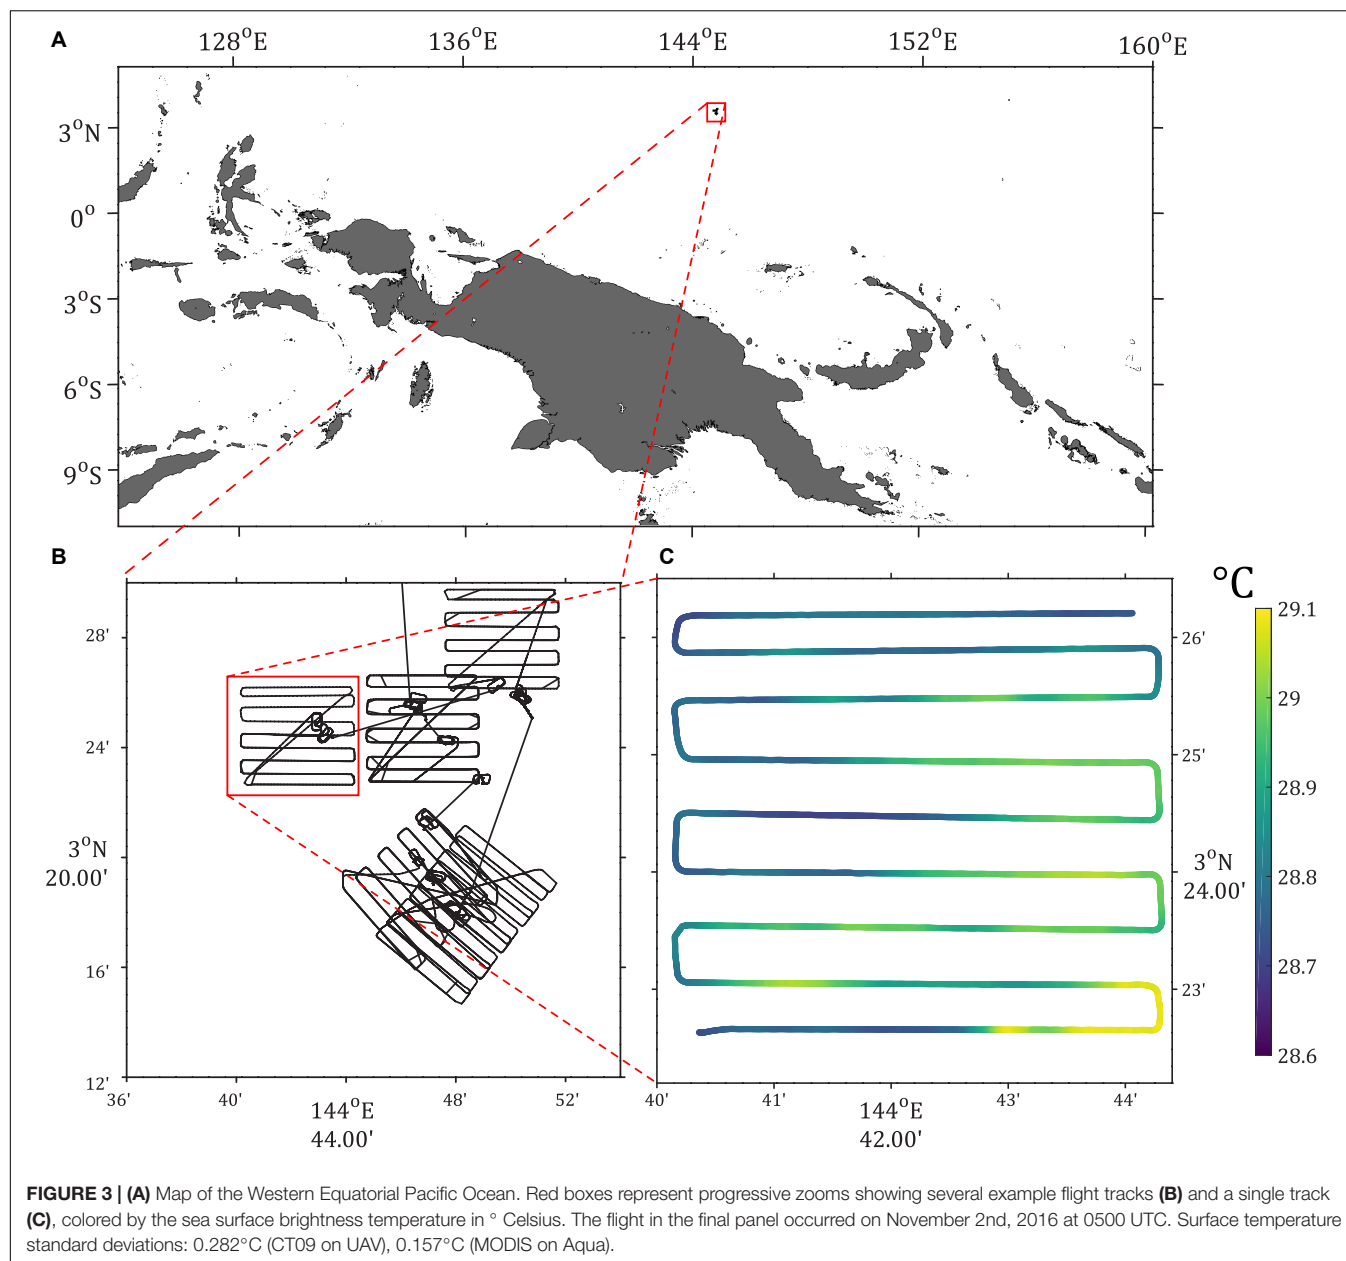 A
128°E 136°E 144°E 152°E 160°E
3°N
0°
3°S
6°S
9°S
B
28'
24'
3°N
20.00'
16'
12'
36' 40' 144°E 48' 52'
44.00'
C
26'
25'
3°N
24.00'
23'
40' 41' 144°E 43' 44'
42.00'
°C
29.1
29
28.9
28.8
28.7
28.6
FIGURE 3 | (A) Map of the Western Equatorial Pacific Ocean. Red boxes represent progressive zooms showing several example flight tracks (B) and a single track
(C), colored by the sea surface brightness temperature in ° Celsius. The flight in the final panel occurred on November 2nd, 2016 at 0500 UTC. Surface temperature
standard deviations: 0.282°C (CT09 on UAV), 0.157°C (MODIS on Aqua).